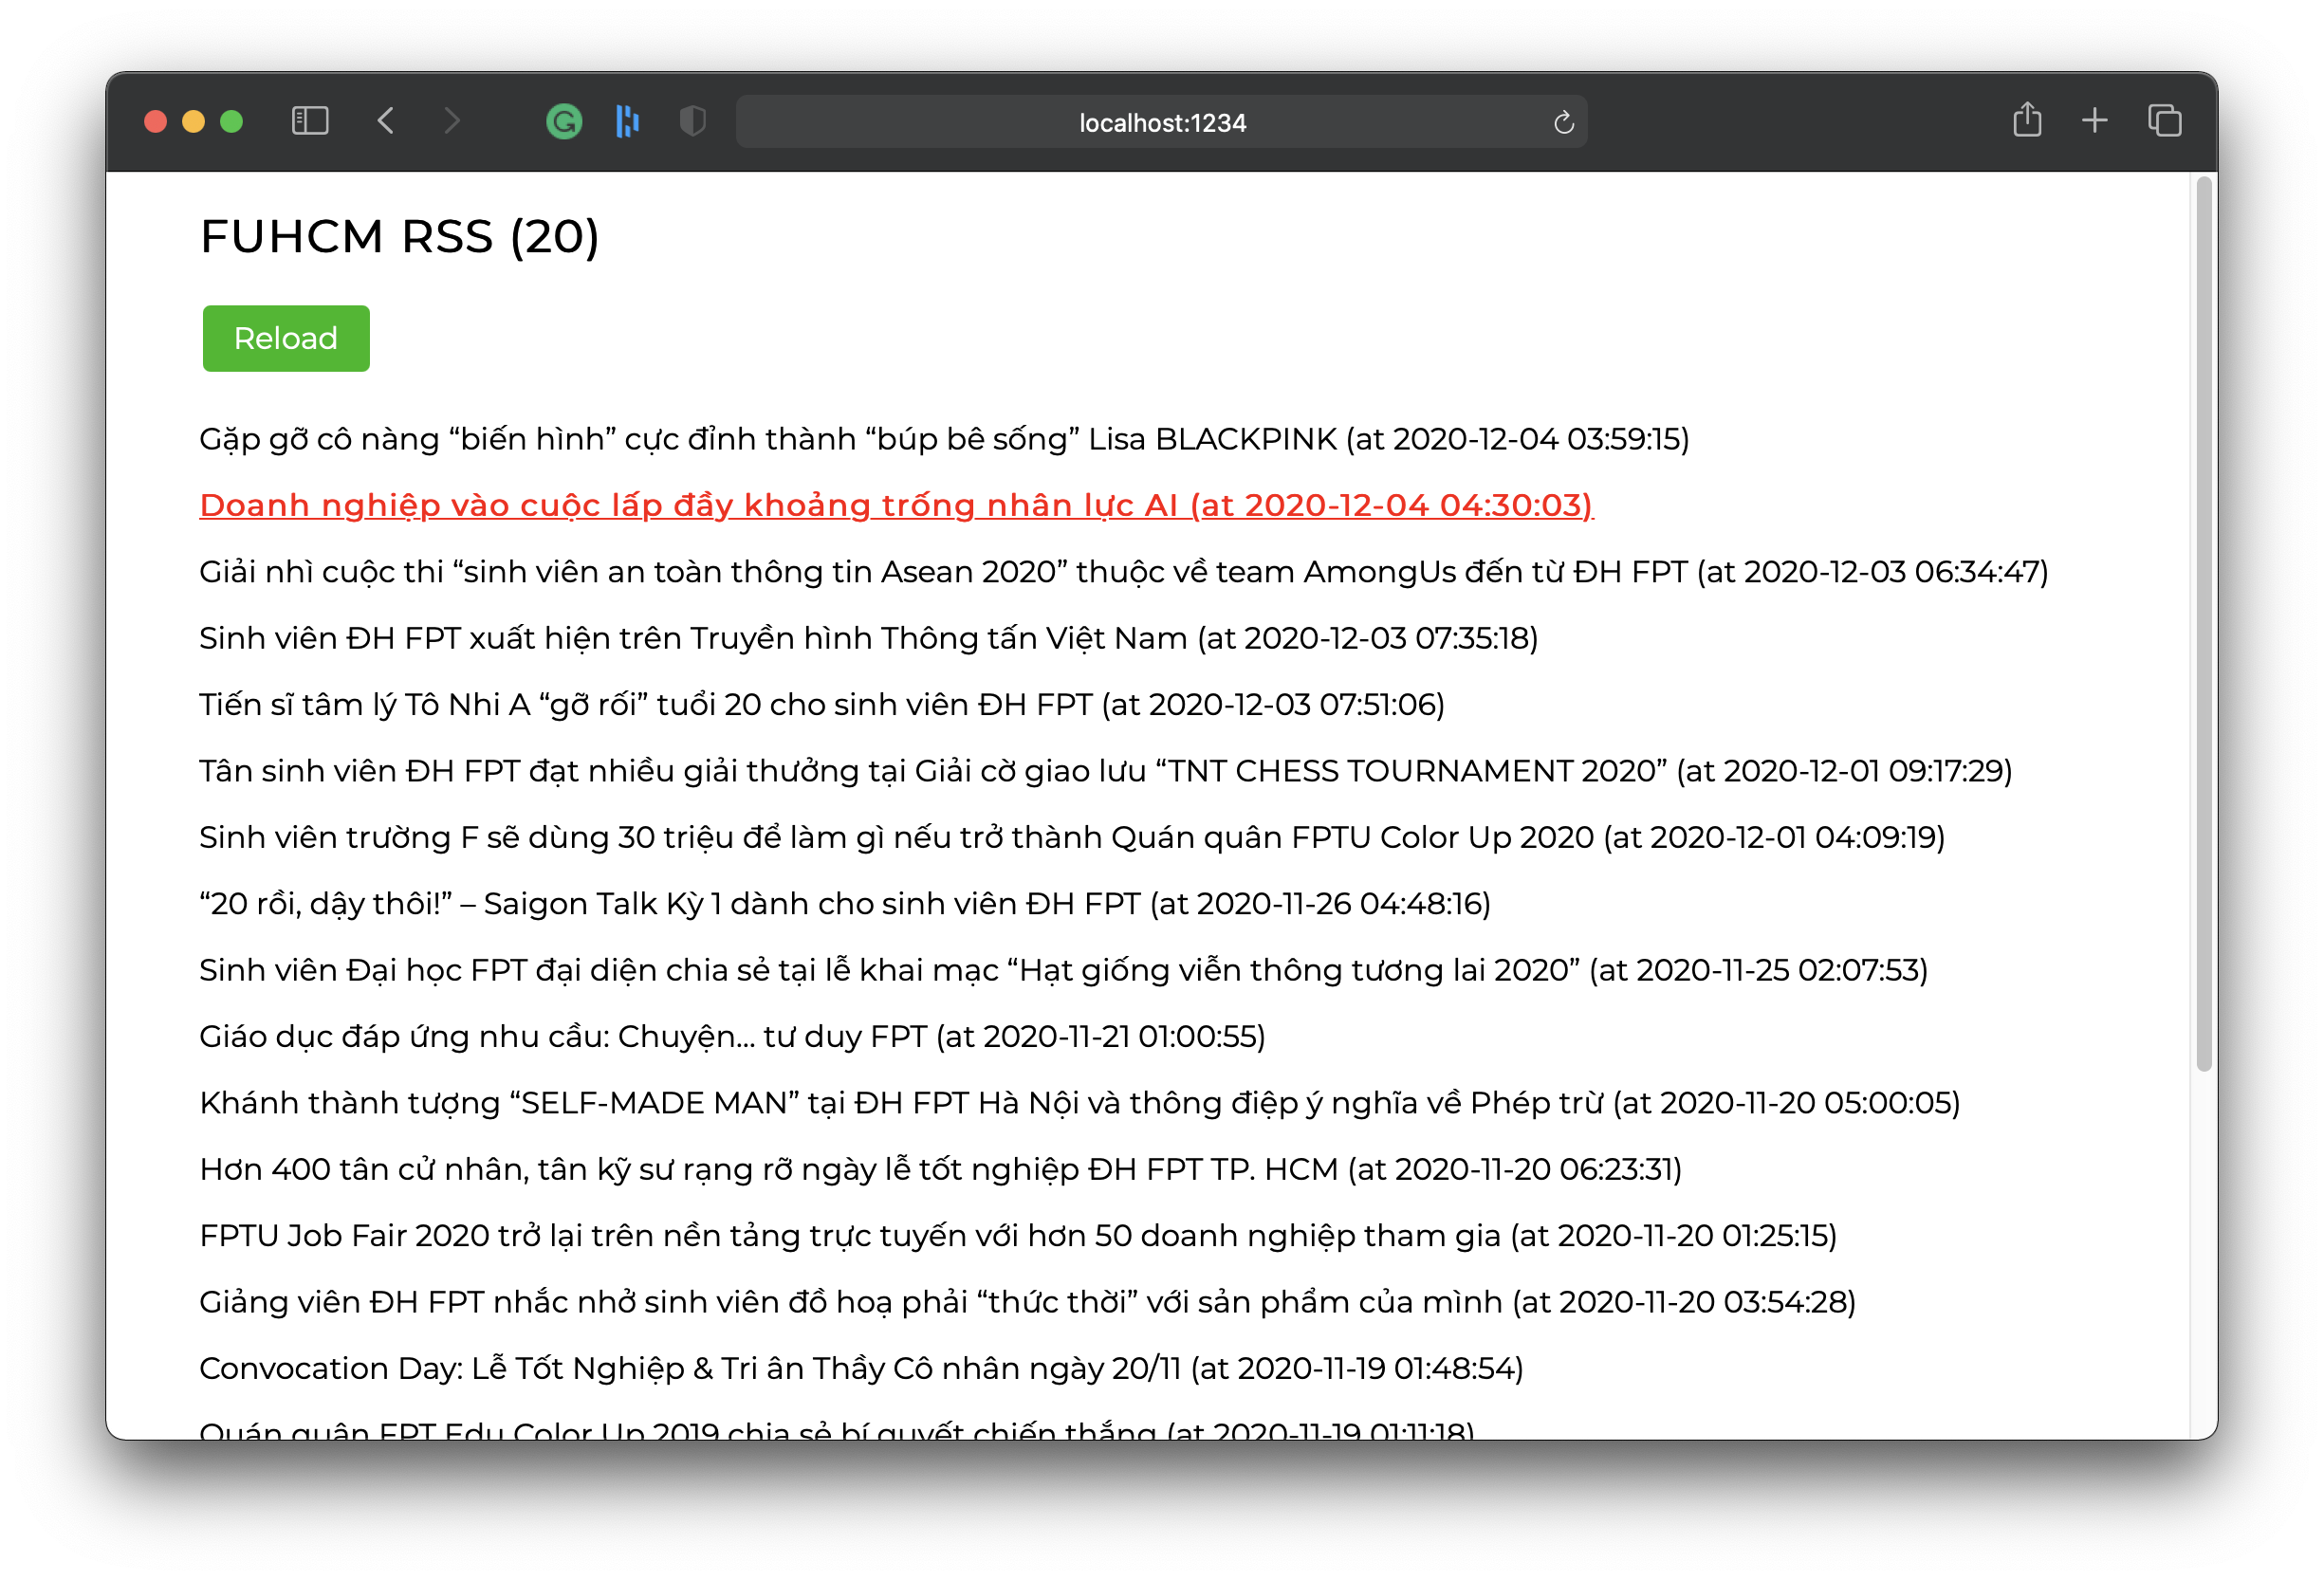 localhost:1234
FUHCM RSS (20)
Reload
Gặp gỡ cô nàng “biến hình” cực đỉnh thành “búp bê sống” Lisa BLACKPINK (at 2020-12-04 03:59:15)
Doanh nghiệp vào cuộc lấp đầy khoảng trống nhân lực AI (at 2020-12-04 04:30:03)
Giải nhì cuộc thi “sinh viên an toàn thông tin Asean 2020” thuộc về team AmongUs đến từ ĐH FPT (at 2020-12-03 06:34:47)
Sinh viên ĐH FPT xuất hiện trên Truyền hình Thông tấn Việt Nam (at 2020-12-03 07:35:18)
Tiến sĩ tâm lý Tô Nhi A “gỡ rối” tuổi 20 cho sinh viên ĐH FPT (at 2020-12-03 07:51:06)
Tân sinh viên ĐH FPT đạt nhiều giải thưởng tại Giải cờ giao lưu “TNT CHESS TOURNAMENT 2020” (at 2020-12-01 09:17:29)
Sinh viên trường F sẽ dùng 30 triệu để làm gì nếu trở thành Quán quân FPTU Color Up 2020 (at 2020-12-01 04:09:19)
“20 rồi, dậy thôi!” – Saigon Talk Kỳ 1 dành cho sinh viên ĐH FPT (at 2020-11-26 04:48:16)
Sinh viên Đại học FPT đại diện chia sẻ tại lễ khai mạc “Hạt giống viễn thông tương lai 2020” (at 2020-11-25 02:07:53)
Giáo dục đáp ứng nhu cầu: Chuyện… tư duy FPT (at 2020-11-21 01:00:55)
Khánh thành tượng “SELF-MADE MAN” tại ĐH FPT Hà Nội và thông điệp ý nghĩa về Phép trừ (at 2020-11-20 05:00:05)
Hơn 400 tân cử nhân, tân kỹ sư rạng rỡ ngày lễ tốt nghiệp ĐH FPT TP. HCM (at 2020-11-20 06:23:31)
FPTU Job Fair 2020 trở lại trên nền tảng trực tuyến với hơn 50 doanh nghiệp tham gia (at 2020-11-20 01:25:15)
Giảng viên ĐH FPT nhắc nhở sinh viên đồ hoạ phải “thức thời” với sản phẩm của mình (at 2020-11-20 03:54:28)
Convocation Day: Lễ Tốt Nghiệp & Tri ân Thầy Cô nhân ngày 20/11 (at 2020-11-19 01:48:54)
Quán quân FPT Edu Color Up 2019 chia sẻ bí quyết chiến thắng (at 2020-11-19 01:11:18)